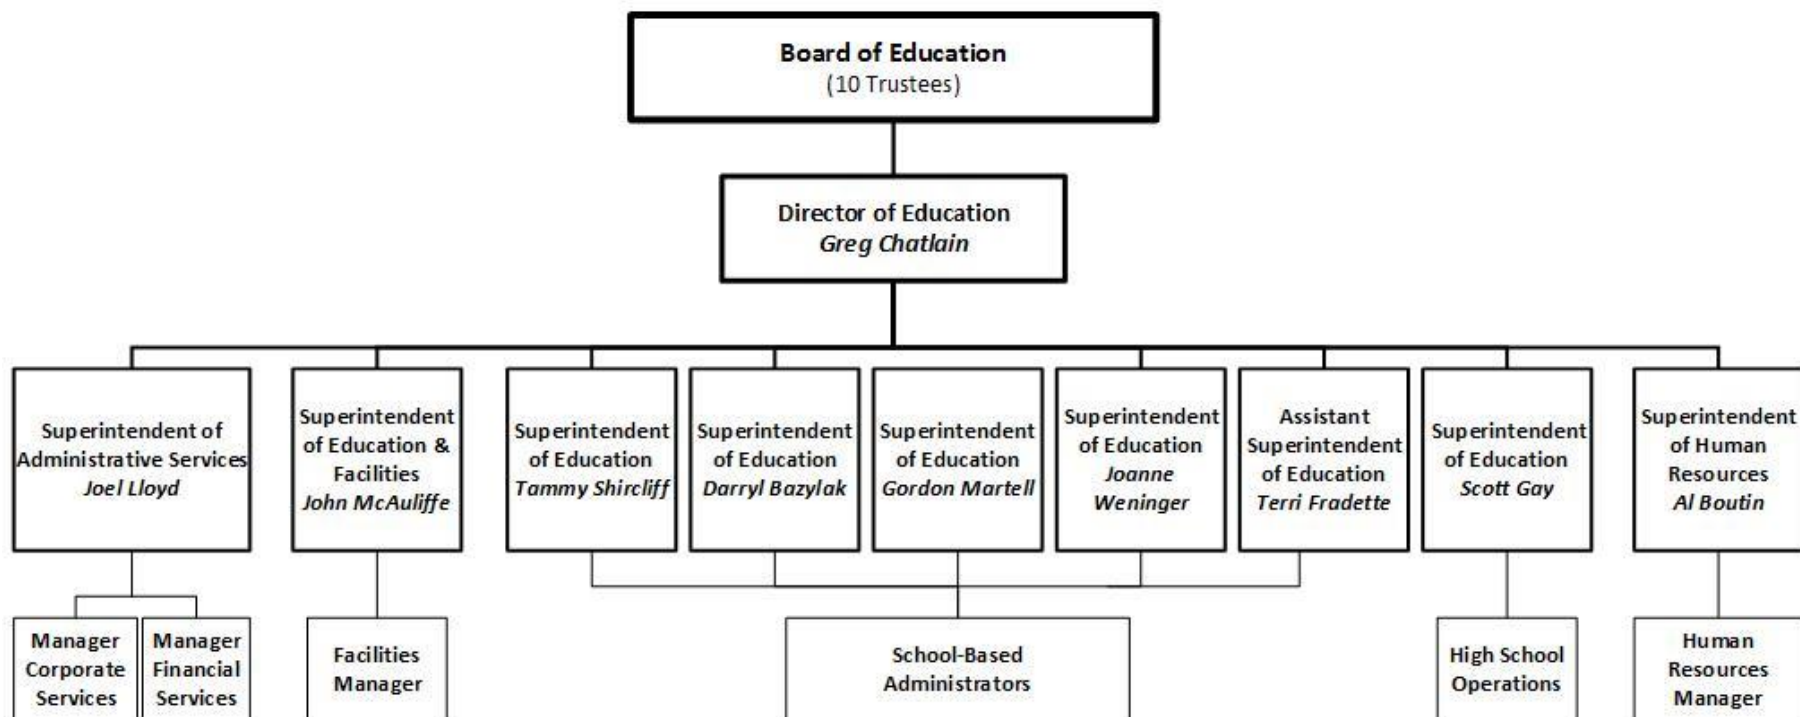 Board of Education
(10 Trustees)
Director of Education
Greg Chatlain
Superintendent of
Administrative Services
Joel Lloyd
Superintendent
of Education &
Facilities
John McAuliffe
Superintendent
of Education
Tammy Shircliff
Superintendent
of Education
Darryl Bazylak
Superintendent
of Education
Gordon Martell
Superintendent
of Education
Joanne
Weninger
Assistant
Superintendent
of Education
Terri Fradette
Superintendent
of Education
Scott Gay
Superintendent
of Human
Resources
Al Boutin
Manager
Corporate
Services
Manager
Financial
Services
Facilities
Manager
School-Based
Administrators
High School
Operations
Human
Resources
Manager